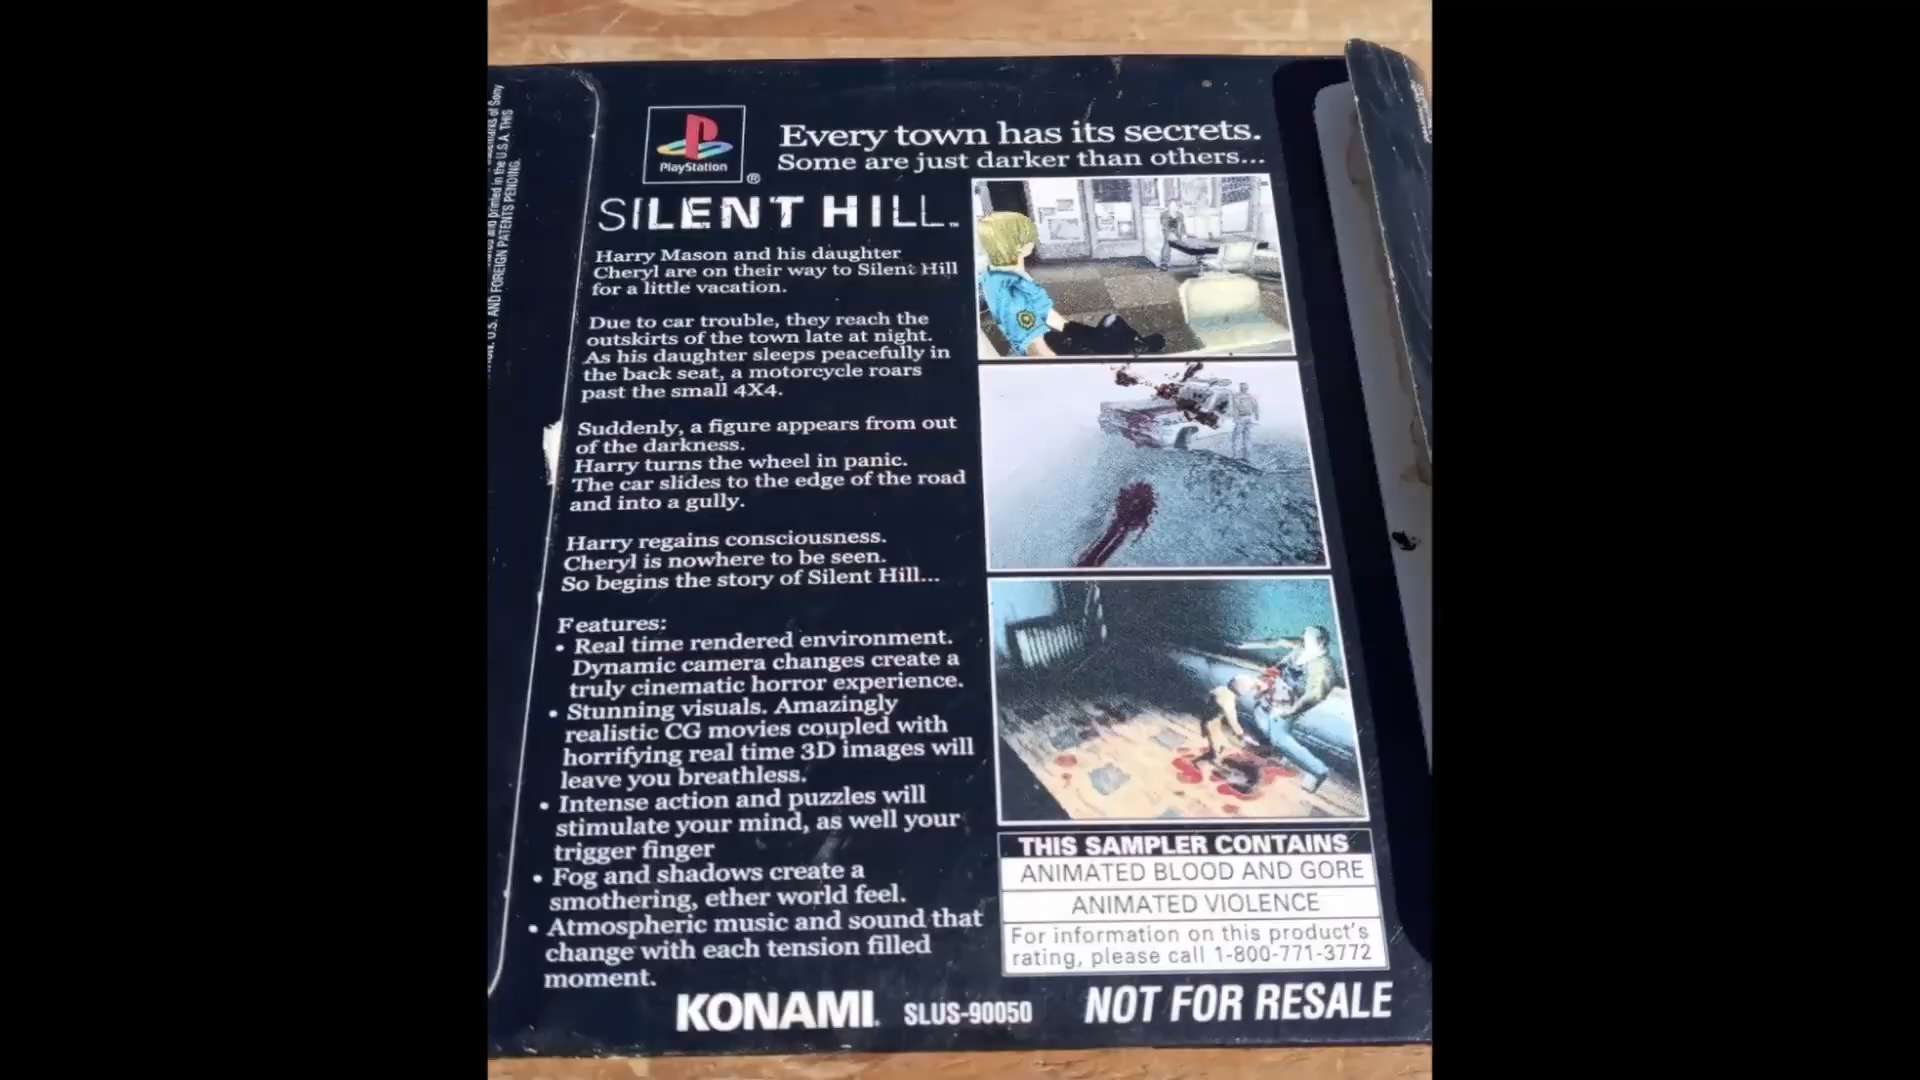 PlayStation
®
Every town has its secrets.
Some are just darker than others...
SILENT HILL™
Harry Mason and his daughter
Cheryl are on their way to Silent Hill
for a little vacation.
Due to car trouble, they reach the
outskirts of the town late at night.
As his daughter sleeps peacefully in
the back seat, a motorcycle roars
past the small 4X4.
Suddenly, a figure appears from out
of the darkness.
Harry turns the wheel in panic.
The car slides to the edge of the road
and into a gully.
Harry regains consciousness.
Cheryl is nowhere to be seen.
So begins the story of Silent Hill...
Features:
• Real time rendered environment.
Dynamic camera changes create a
truly cinematic horror experience.
• Stunning visuals. Amazingly
realistic CG movies coupled with
horrifying real time 3D images will
leave you breathless.
• Intense action and puzzles will
stimulate your mind, as well your
trigger finger
• Fog and shadows create a
smothering, ether world feel.
• Atmospheric music and sound that
change with each tension filled
moment.
THIS SAMPLER CONTAINS
ANIMATED BLOOD AND GORE
ANIMATED VIOLENCE
For information on this product's
rating, please call 1-800-771-3772
KONAMI.
SLUS-90050
NOT FOR RESALE
of Sony
printed in the U.S.A. THIS
U.S. AND FOREIGN PATENTS PENDING.